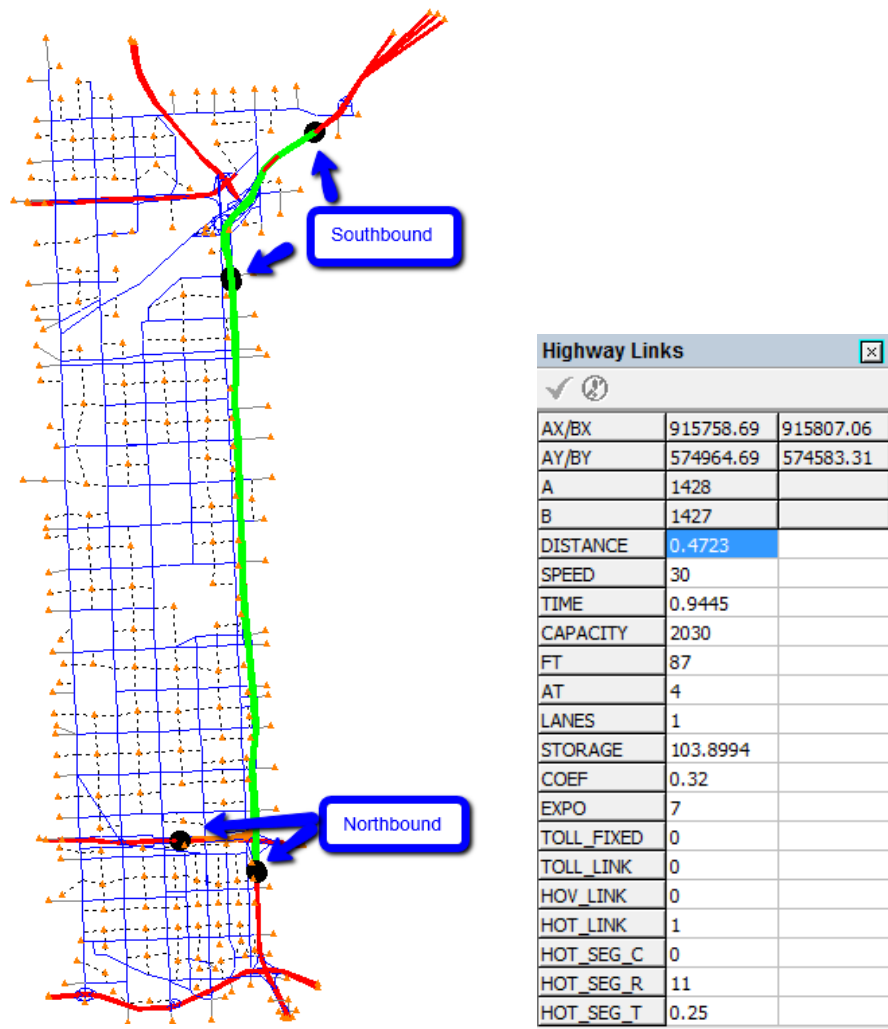 Southbound
Northbound
Highway Links
AX/BX 915758.69 915807.06
AY/BY 574964.69 574583.31
A 1428
B 1427
DISTANCE 0.4723
SPEED 30
TIME 0.9445
CAPACITY 2030
FT 87
AT 4
LANES 1
STORAGE 103.8994
COEF 0.32
EXPO 7
TOLL_FIXED 0
TOLL_LINK 0
HOV_LINK 0
HOT_LINK 1
HOT_SEG_C 0
HOT_SEG_R 11
HOT_SEG_T 0.25